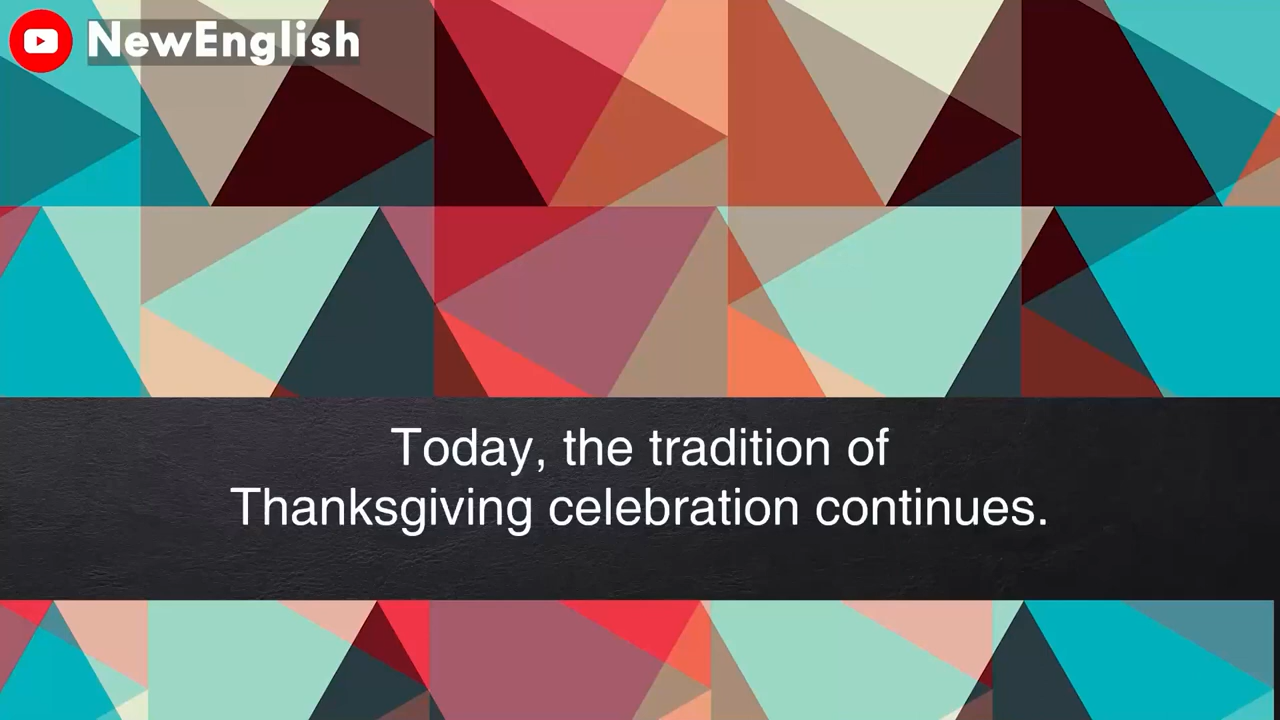 NewEnglish
Today, the tradition of
Thanksgiving celebration continues.